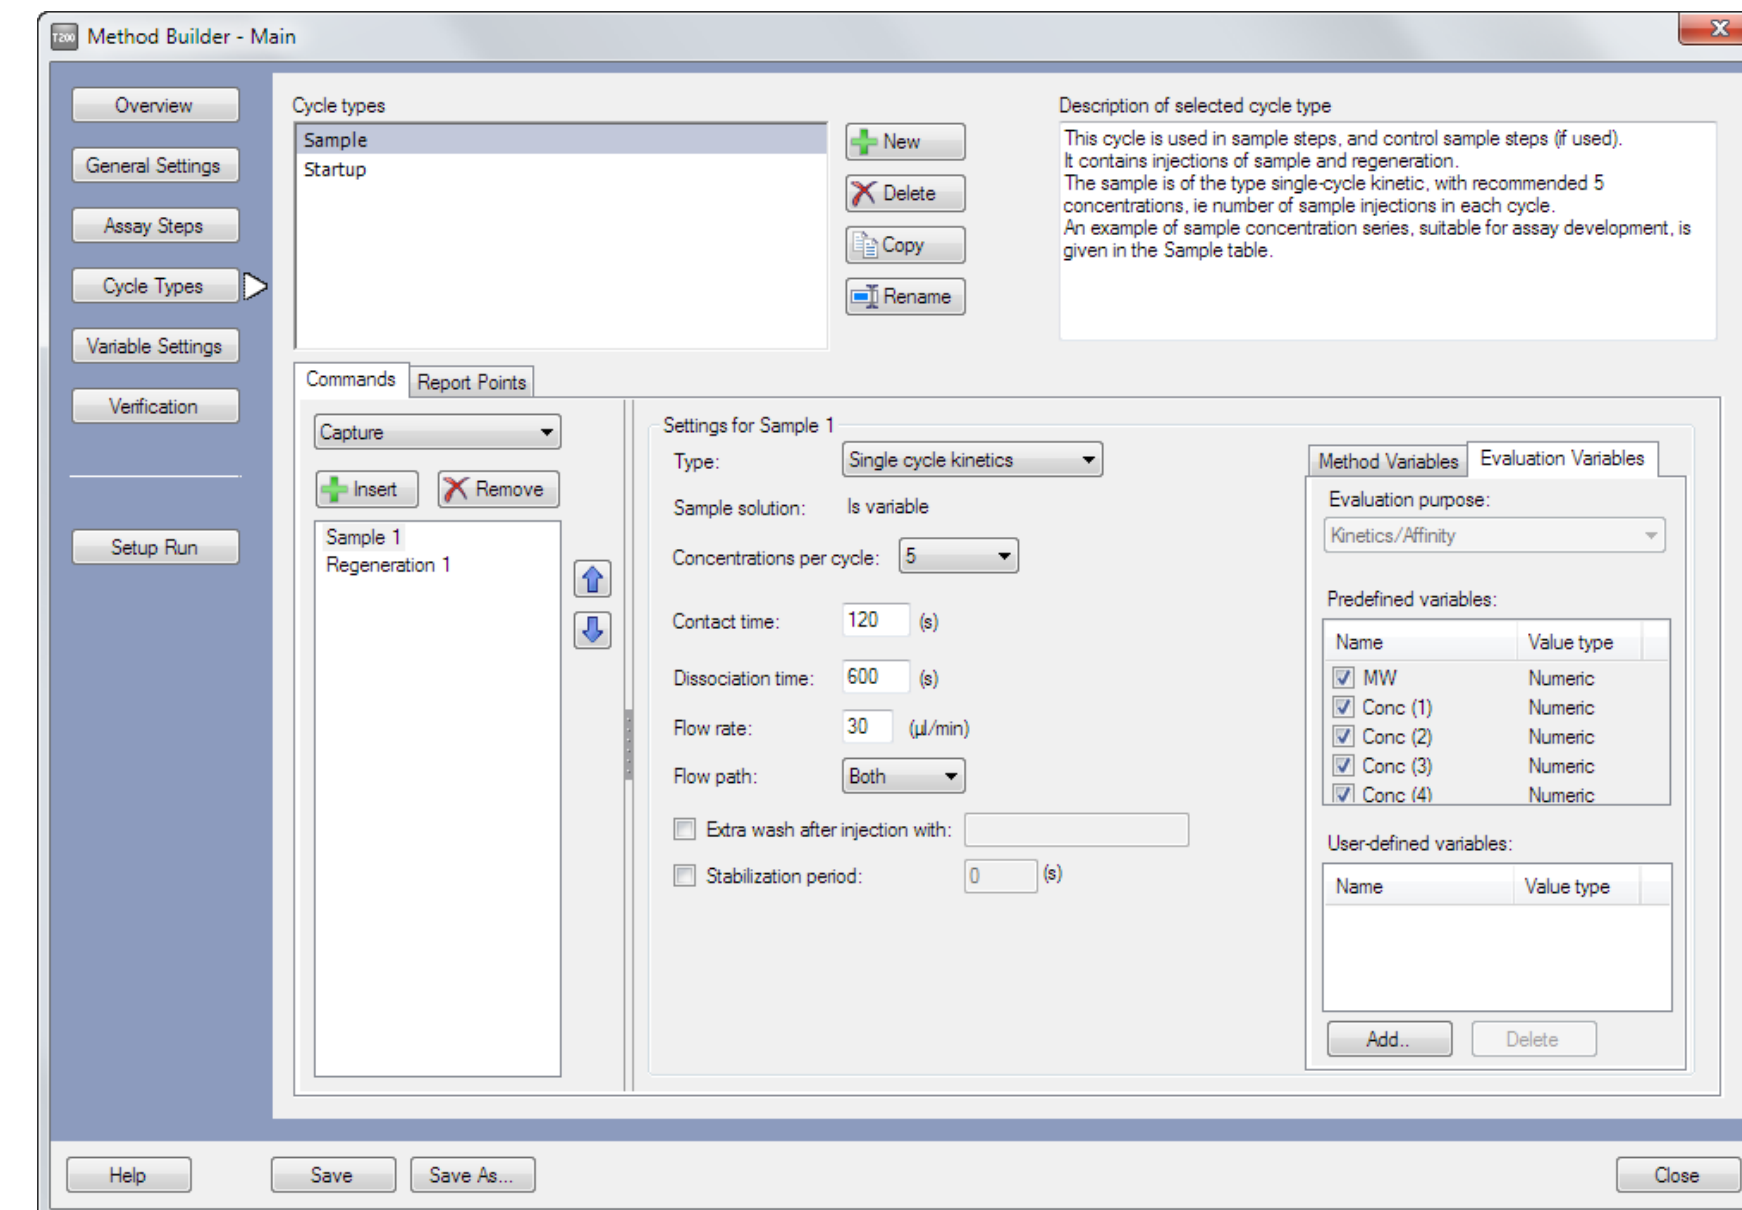 T200 Method Builder - Main
X
Overview
General Settings
Assay Steps
Cycle Types
Variable Settings
Verification
Setup Run
Cycle types
Sample
Startup
New
Delete
Copy
Rename
Description of selected cycle type
This cycle is used in sample steps, and control sample steps (if used).
It contains injections of sample and regeneration.
The sample is of the type single-cycle kinetic, with recommended 5
concentrations, ie number of sample injections in each cycle.
An example of sample concentration series, suitable for assay development, is
given in the Sample table.
Commands
Report Points
Capture
Insert
Remove
Sample 1
Regeneration 1
Settings for Sample 1
Type: Single cycle kinetics
Sample solution: Is variable
Concentrations per cycle: 5
Contact time: 120 (s)
Dissociation time: 600 (s)
Flow rate: 30 (µl/min)
Flow path: Both
Extra wash after injection with:
Stabilization period: 0 (s)
Method Variables
Evaluation Variables
Evaluation purpose:
Kinetics/Affinity
Predefined variables:
Name Value type
MW Numeric
Conc (1) Numeric
Conc (2) Numeric
Conc (3) Numeric
Conc (4) Numeric
User-defined variables:
Name Value type
Add..
Delete
Help
Save
Save As...
Close